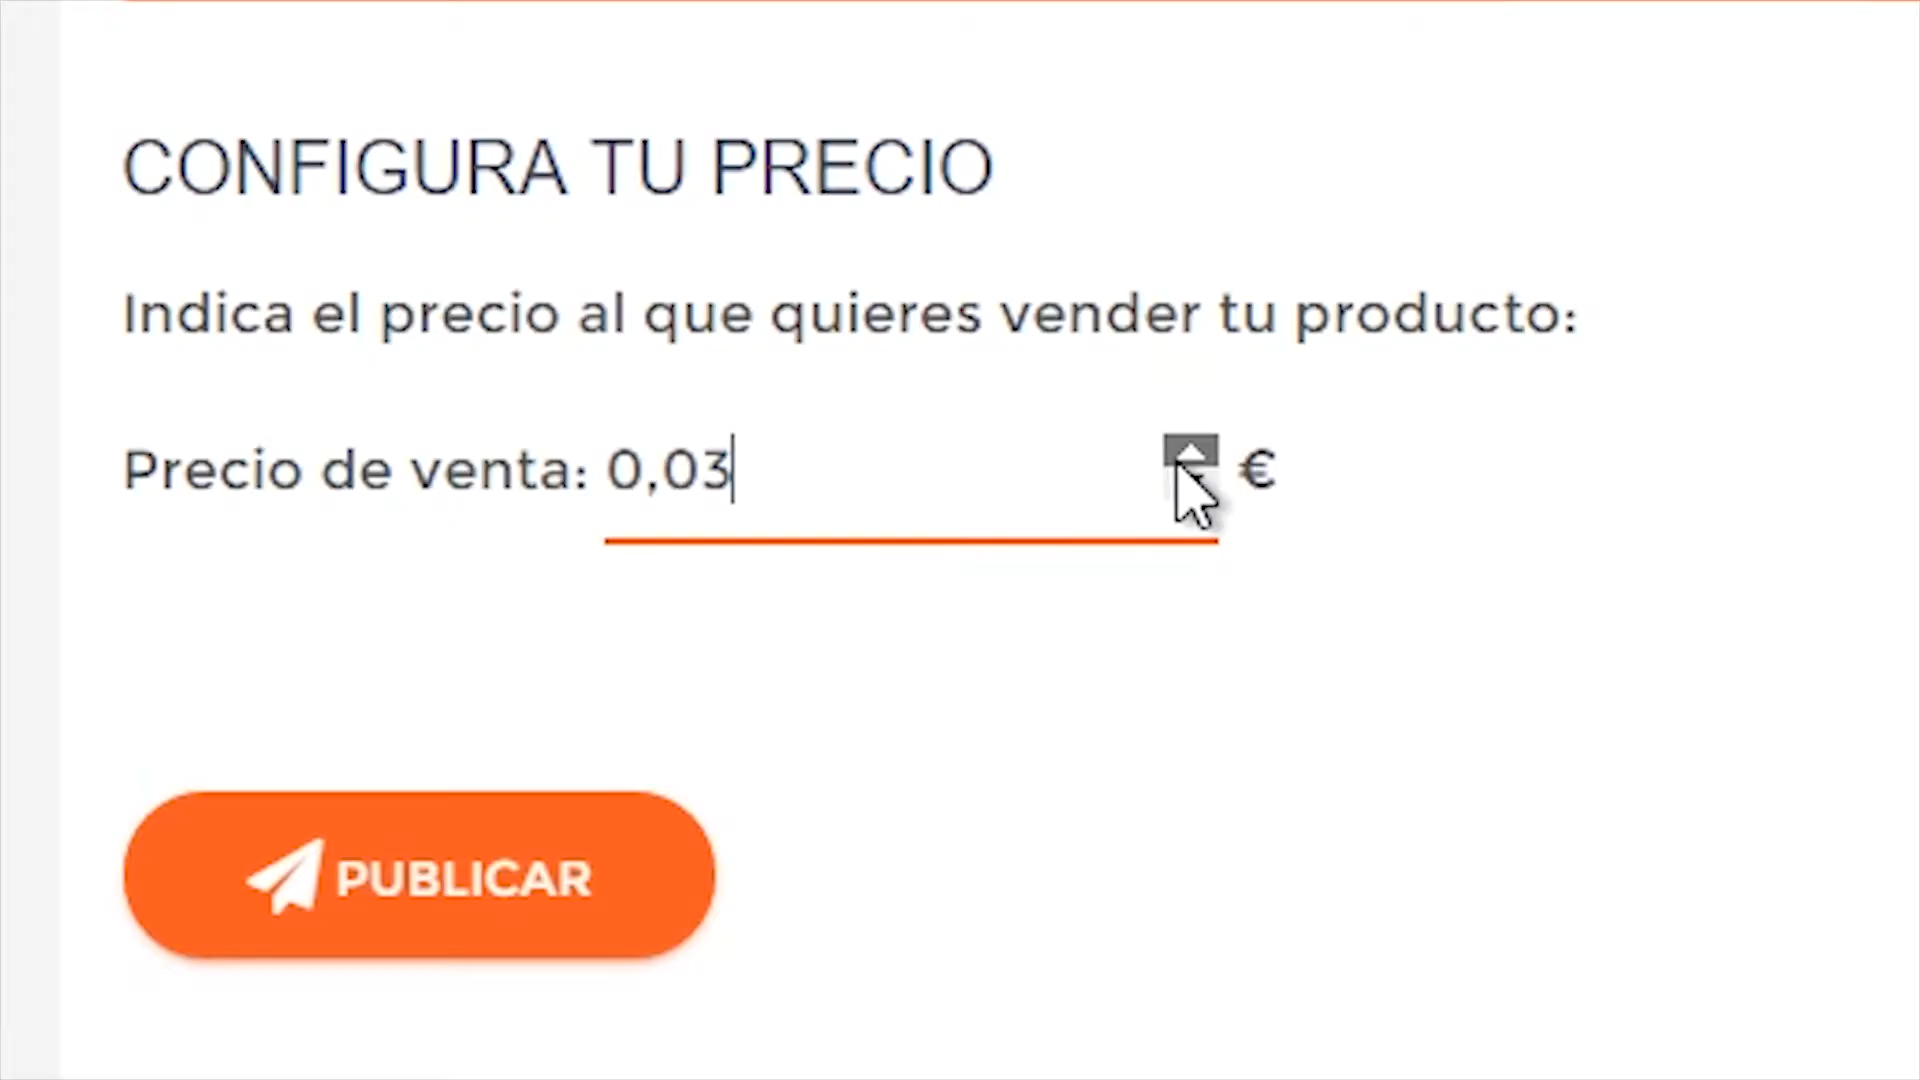 CONFIGURA TU PRECIO
Indica el precio al que quieres vender tu producto:
Precio de venta: 0,03 €
PUBLICAR